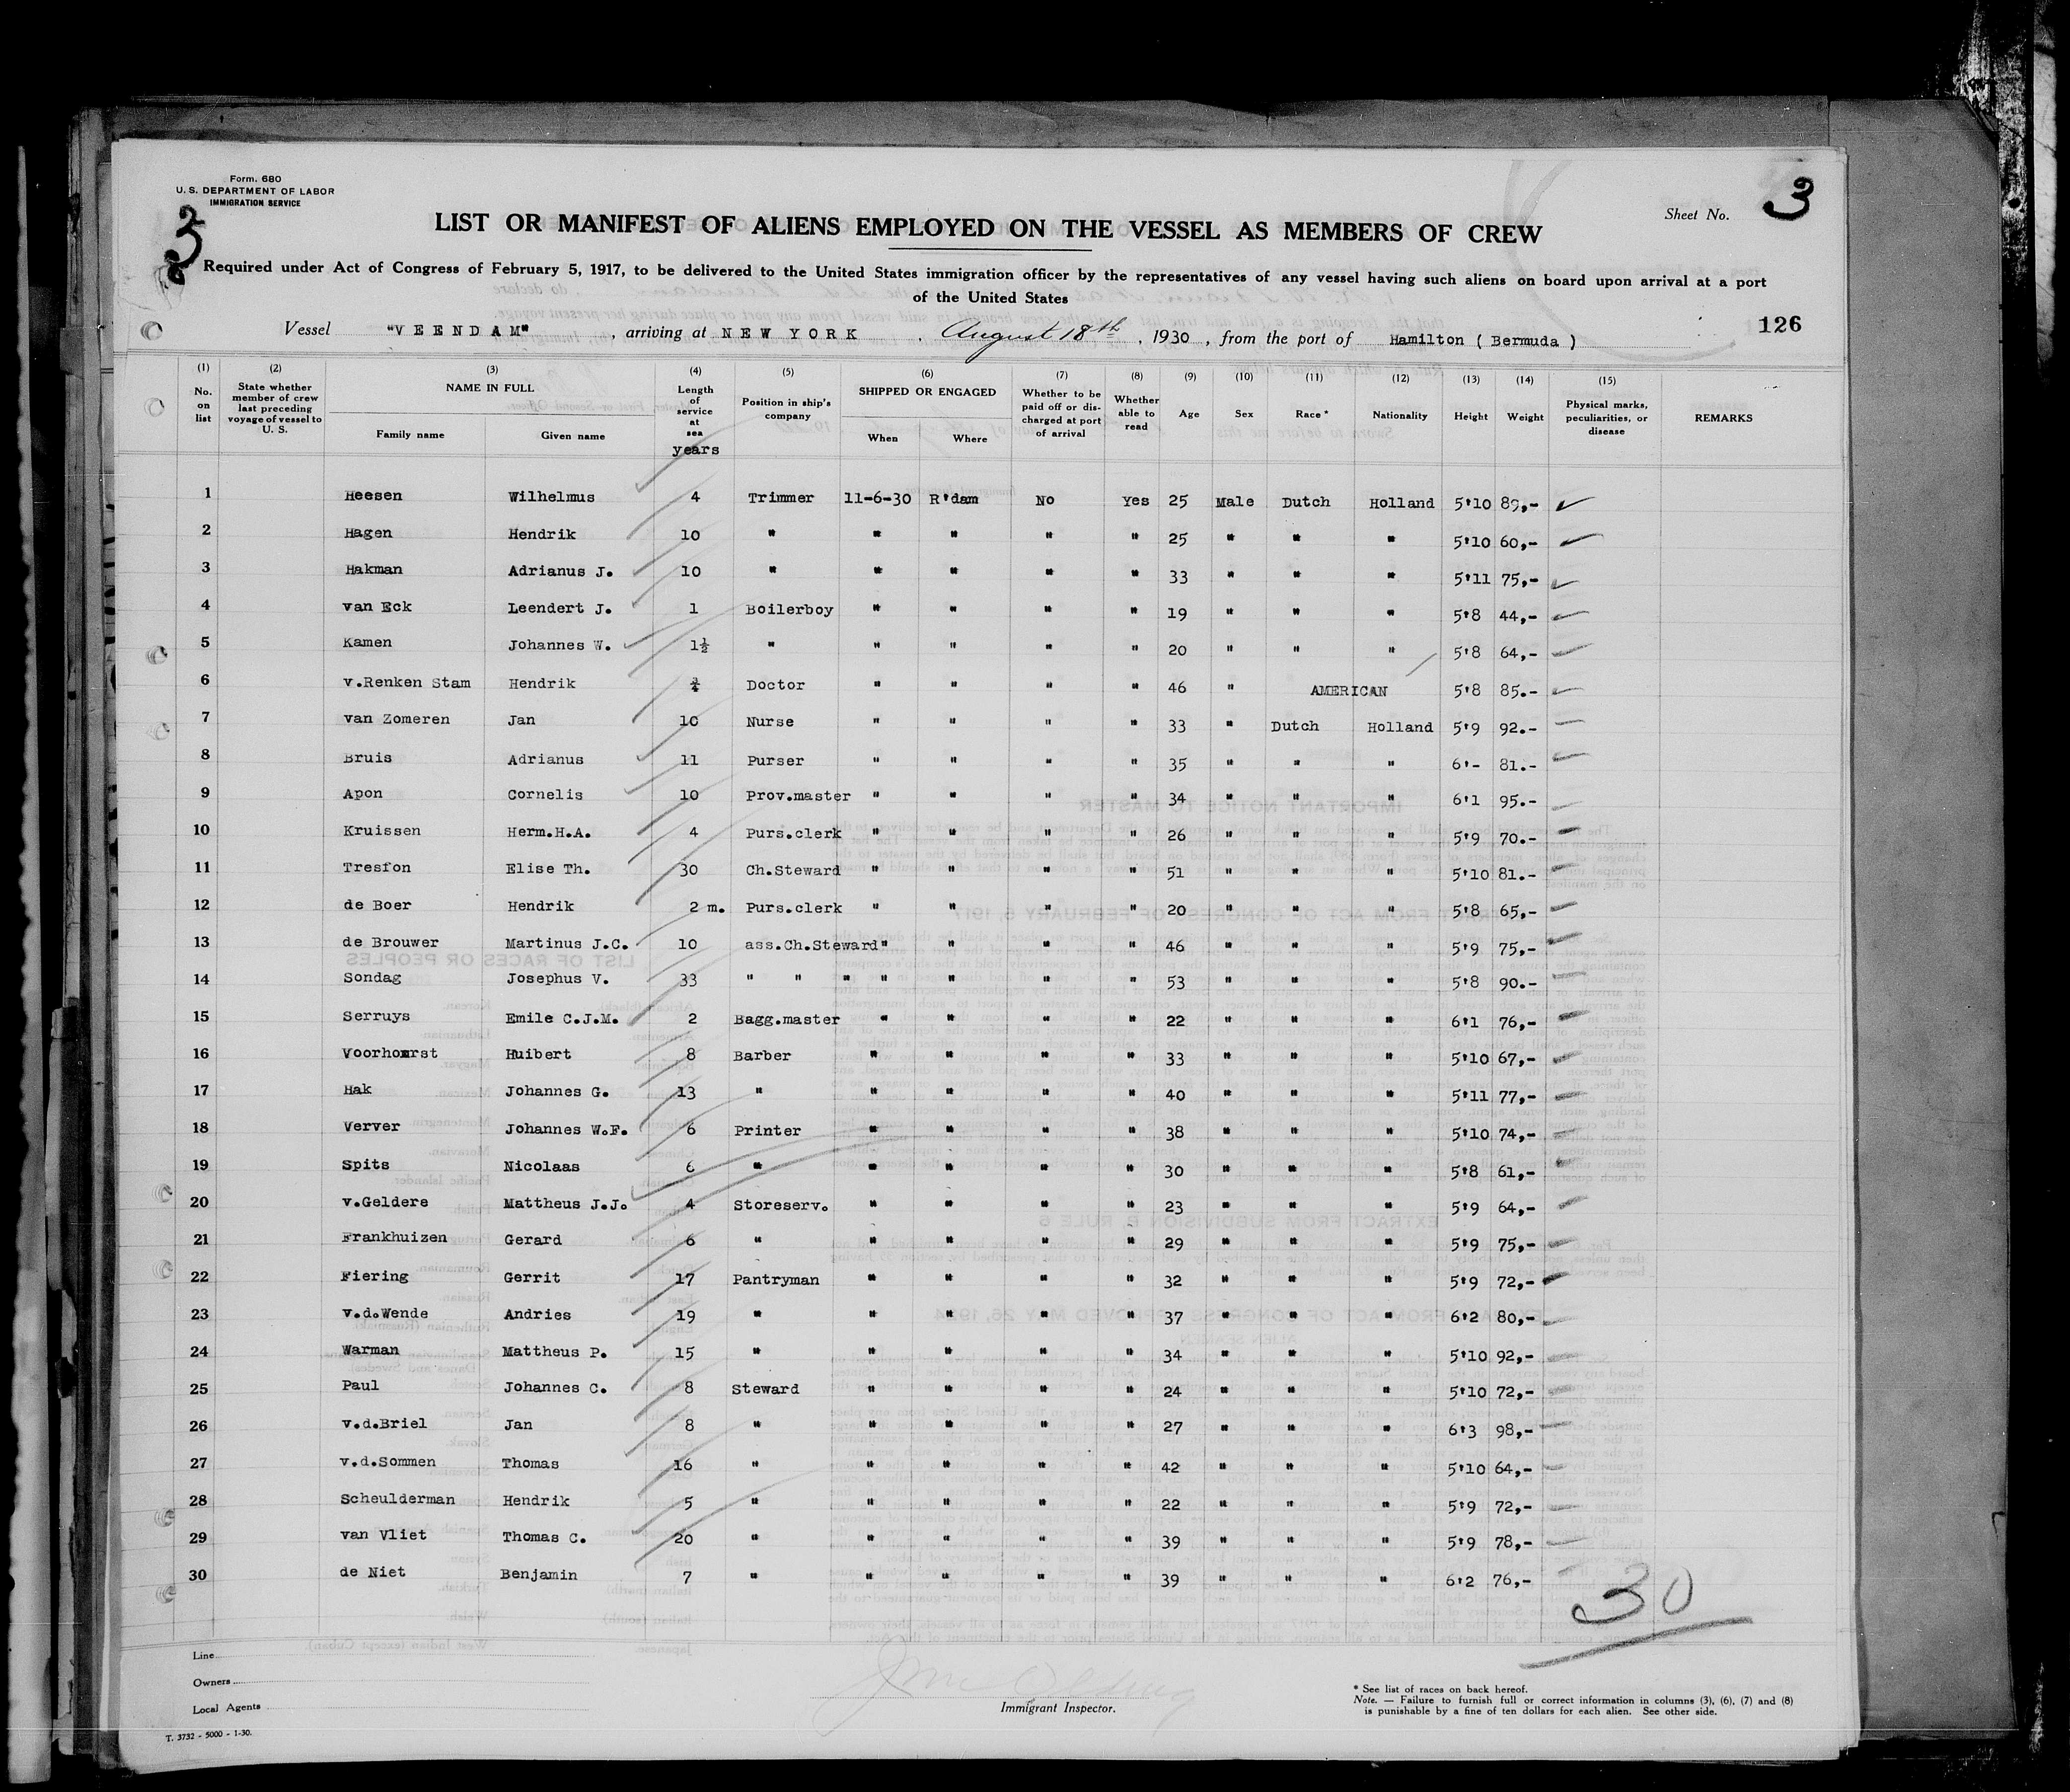 Form. 680
U. S. DEPARTMENT OF LABOR
IMMIGRATION SERVICE
3
Sheet No. 3
LIST OR MANIFEST OF ALIENS EMPLOYED ON THE VESSEL AS MEMBERS OF CREW
Required under Act of Congress of February 5, 1917, to be delivered to the United States immigration officer by the representatives of any vessel having such aliens on board upon arrival at a port
of the United States
Vessel "VEENDAM", arriving at NEW YORK, August 18th, 1930, from the port of Hamilton ( Bermuda ) 126
(1) No. on list (2) State whether member of crew last preceding voyage of vessel to U. S. (3) NAME IN FULL Family name Given name (4) Length of service at sea years (5) Position in ship's company (6) SHIPPED OR ENGAGED When Where (7) Whether to be paid off or discharged at port of arrival (8) Whether able to read (9) Age (10) Sex (11) Race * (12) Nationality (13) Height (14) Weight (15) Physical marks, peculiarities, or disease REMARKS
1 Heesen Wilhelmus 4 Trimmer 11-6-30 R'dam No Yes 25 Male Dutch Holland 5'10 89,-
2 Hagen Hendrik 10 " " " " " 25 " " " 5'10 60,-
3 Hakman Adrianus J. 10 " " " " " 33 " " " 5'11 75,-
4 van Eck Leendert J. 1 Boilerboy " " " " 19 " " " 5'8 44,-
5 Kamen Johannes W. 1½ " " " " " 20 " " " 5'8 64,-
6 v.Renken Stam Hendrik Doctor " " " " 46 " AMERICAN 5'8 85.-
7 van Zomeren Jan 10 Nurse " " " " 33 " Dutch Holland 5'9 92.-
8 Bruis Adrianus 11 Purser " " " " 35 " " " 6'- 81.-
9 Apon Cornelis 10 Prov.master " " " " 34 " " " 6'1 95.-
10 Kruissen Herm.H.A. 4 Purs.clerk " " " " 26 " " " 5'9 70.-
11 Tresfon Elise Th. 30 Ch.Steward " " " " 51 " " " 5'10 81.-
12 de Boer Hendrik 2 m. Purs.clerk " " " " 20 " " " 5'8 65,-
13 de Brouwer Martinus J.C. 10 ass.Ch.Steward " " " " 46 " " " 5'9 75,-
14 Sondag Josephus V. 33 " " " " " " " 53 " " " 5'8 90.-
15 Serruys Emile C.J.M. 2 Bagg.master " " " " 22 " " " 6'1 76,-
16 Voorhorst Huibert 8 Barber " " " " 33 " " " 5'10 67,-
17 Hak Johannes G. 13 " " " " " 40 " " " 5'11 77,-
18 Verver Johannes W.F. 6 Printer " " " " 38 " " " 5'10 74,-
19 Spits Nicolaas 6 " " " " " 30 " " " 5'8 61,-
20 v.Geldere Mattheus J.J. 4 Storeserv. " " " " 23 " " " 5'9 64,-
21 Frankhuizen Gerard 6 " " " " " 29 " " " 5'9 75,-
22 Fiering Gerrit 17 Pantryman " " " " 32 " " " 5'9 72,-
23 v.d.Wende Andries 19 " " " " " 37 " " " 6'2 80,-
24 Warman Mattheus P. 15 " " " " " 34 " " " 5'10 92,-
25 Paul Johannes C. 8 Steward " " " " 24 " " " 5'10 72,-
26 v.d.Briel Jan 8 " " " " " 27 " " " 6'3 98,-
27 v.d.Sommen Thomas 16 " " " " " 42 " " " 5'10 64,-
28 Scheulderman Hendrik 5 " " " " " 22 " " " 5'9 72,-
29 van Vliet Thomas C. 20 " " " " " 39 " " " 5'9 78,-
30 de Niet Benjamin 7 " " " " " 39 " " " 6'2 76,-
30
Line
Owners
Local Agents
Immigrant Inspector.
* See list of races on back hereof.
Note. — Failure to furnish full or correct information in columns (3), (6), (7) and (8)
is punishable by a fine of ten dollars for each alien. See other side.
T. 3732 - 5000 - 1-30.